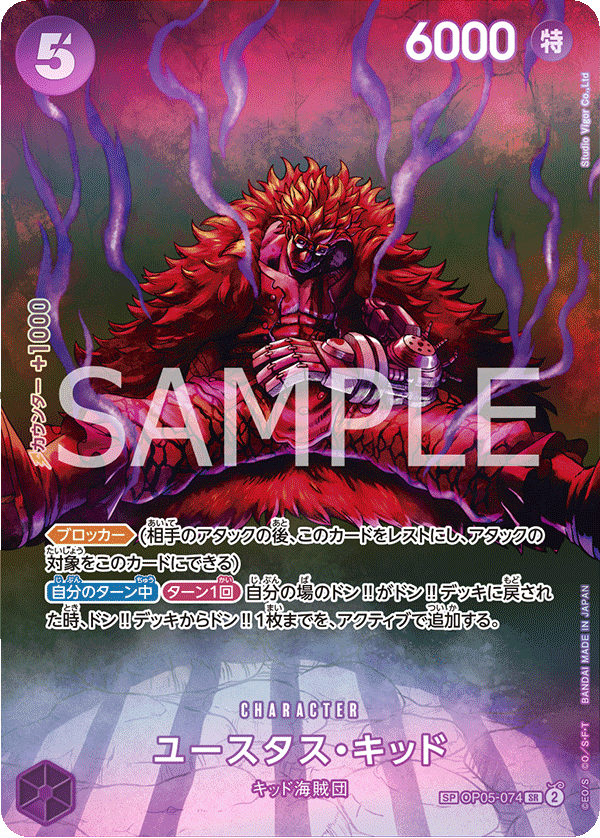 5
6000 特
Studio Vigor Co.,Ltd
カウンター +1000
SAMPLE
ブロッカー (相手のアタックの後、このカードをレストにし、アタックの
対象をこのカードにできる)
自分のターン中 ターン1回 自分の場のドン‼がドン‼デッキに戻され
た時、ドン‼デッキからドン‼1枚までを、アクティブで追加する。
CHARACTER
ユースタス・キッド
キッド海賊団
SP OP05-074 SR 2
©E.O/S ©O/S・F・T BANDAI MADE IN JAPAN